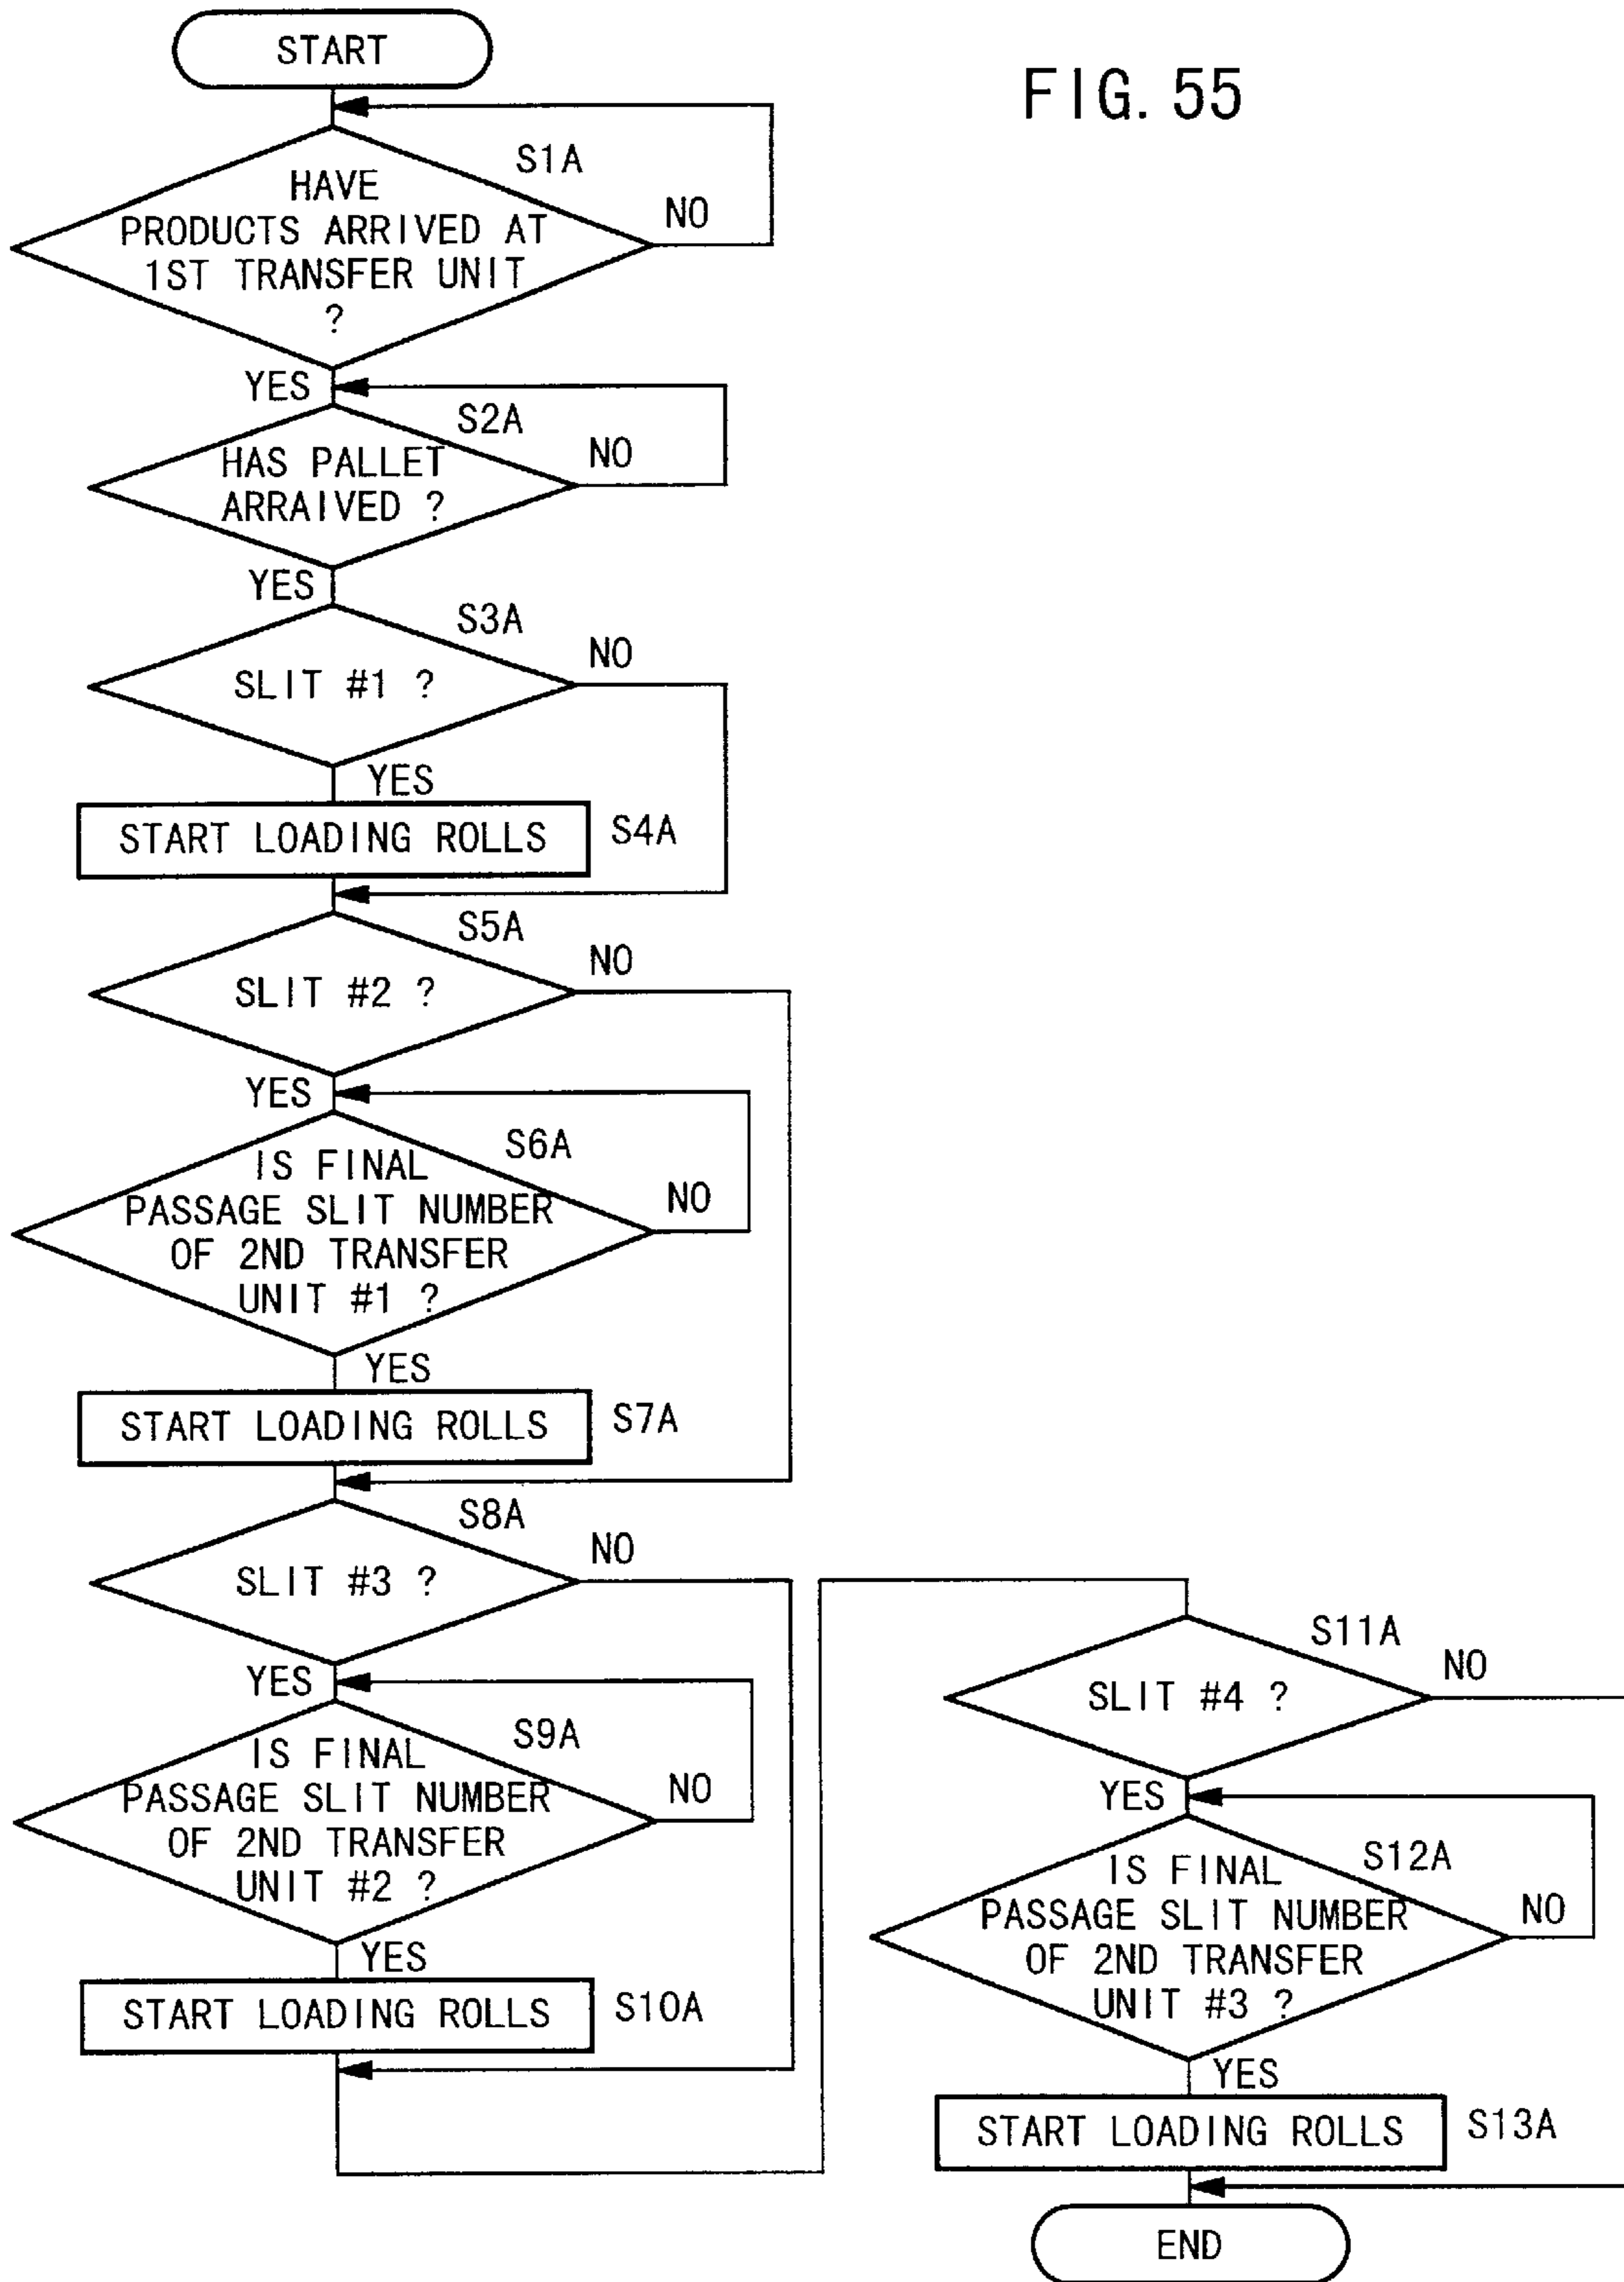 FIG. 55
START
S1A
HAVE
PRODUCTS ARRIVED AT
1ST TRANSFER UNIT
?
NO
YES
S2A
HAS PALLET
ARRAIVED ?
NO
YES
S3A
SLIT #1 ?
NO
YES
START LOADING ROLLS
S4A
S5A
SLIT #2 ?
NO
YES
S6A
IS FINAL
PASSAGE SLIT NUMBER
OF 2ND TRANSFER
UNIT #1 ?
NO
YES
START LOADING ROLLS
S7A
S8A
SLIT #3 ?
NO
YES
S9A
IS FINAL
PASSAGE SLIT NUMBER
OF 2ND TRANSFER
UNIT #2 ?
NO
YES
START LOADING ROLLS
S10A
S11A
SLIT #4 ?
NO
YES
S12A
IS FINAL
PASSAGE SLIT NUMBER
OF 2ND TRANSFER
UNIT #3 ?
NO
YES
START LOADING ROLLS
S13A
END